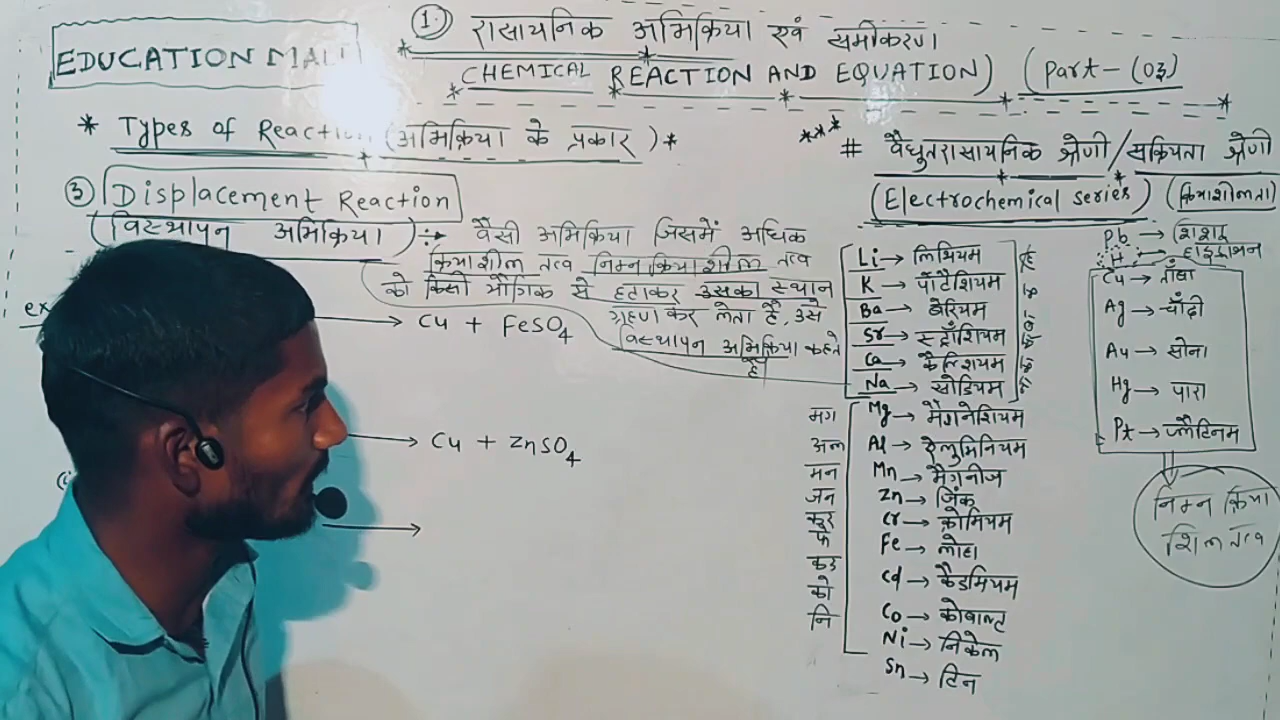 EDUCATION MALL
1. रासायनिक अभिक्रिया एवं समीकरण
CHEMICAL REACTION AND EQUATION) (Part-(03)
* Types of Reaction (अभिक्रिया के प्रकार) *
③ Displacement Reaction
(विस्थापन अभिक्रिया) ÷→ वैसी अभिक्रिया जिसमें अधिक
क्रियाशील तत्व निम्न क्रियाशील तत्व
को किसी यौगिक से हटाकर उसका स्थान
ग्रहण कर लेता है, उसे
विस्थापन अभिक्रिया कहते
है
ex
→ Cu + FeSO4
→ Cu + ZnSO4
(i
→
*** # वैधुतरासायनिक श्रेणी/सक्रियता श्रेणी
(Electrochemical series) (क्रियाशीलता)
Li → लिथियम
K → पोटैशियम
Ba → बेरियम
Sr → स्ट्रॉंशियम
Ca → कैल्शियम
Na → सोडियम
मग Mg → मैग्नेशियम
अल Al → ऐलुमिनियम
मन Mn → मैगनीज
जन Zn → जिंक
कर Cr → क्रोमियम
फे Fe → लोहा
कड Cd → कैडमियम
को Co → कोबाल्ट
नि Ni → निकेल
Sn → टिन
Pb → शिशा
H → हाइड्रोजन
Cu → ताँबा
Ag → चाँदी
Au → सोना
Hg → पारा
Pt → प्लैटिनम
निम्न क्रिया
शिल तत्व